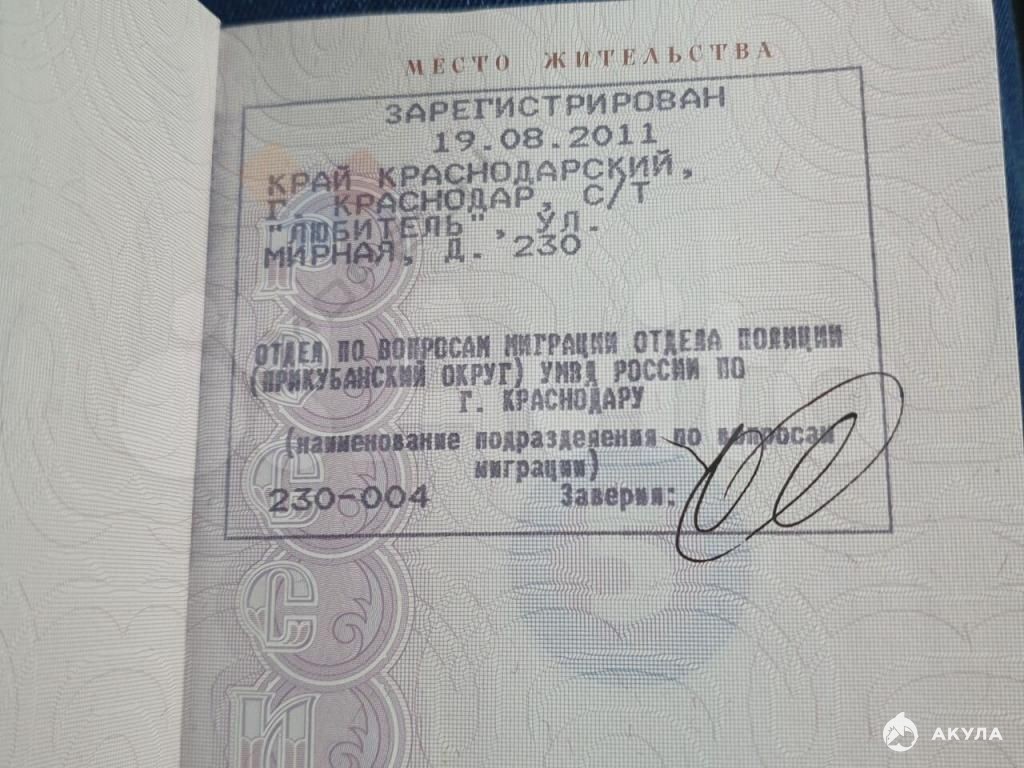 МЕСТО ЖИТЕЛЬСТВА
ЗАРЕГИСТРИРОВАН
19.08.2011
КРАЙ КРАСНОДАРСКИЙ,
Г. КРАСНОДАР, С/Т
"ЛЮБИТЕЛЬ", УЛ.
МИРНАЯ, Д. 230
ОТДЕЛ ПО ВОПРОСАМ МИГРАЦИИ ОТДЕЛА ПОЛИЦИИ
(ПРИКУБАНСКИЙ ОКРУГ) УМВД РОССИИ ПО
Г. КРАСНОДАРУ
(наименование подразделения по вопросам
миграции)
230-004 Заверил:
АКУЛА